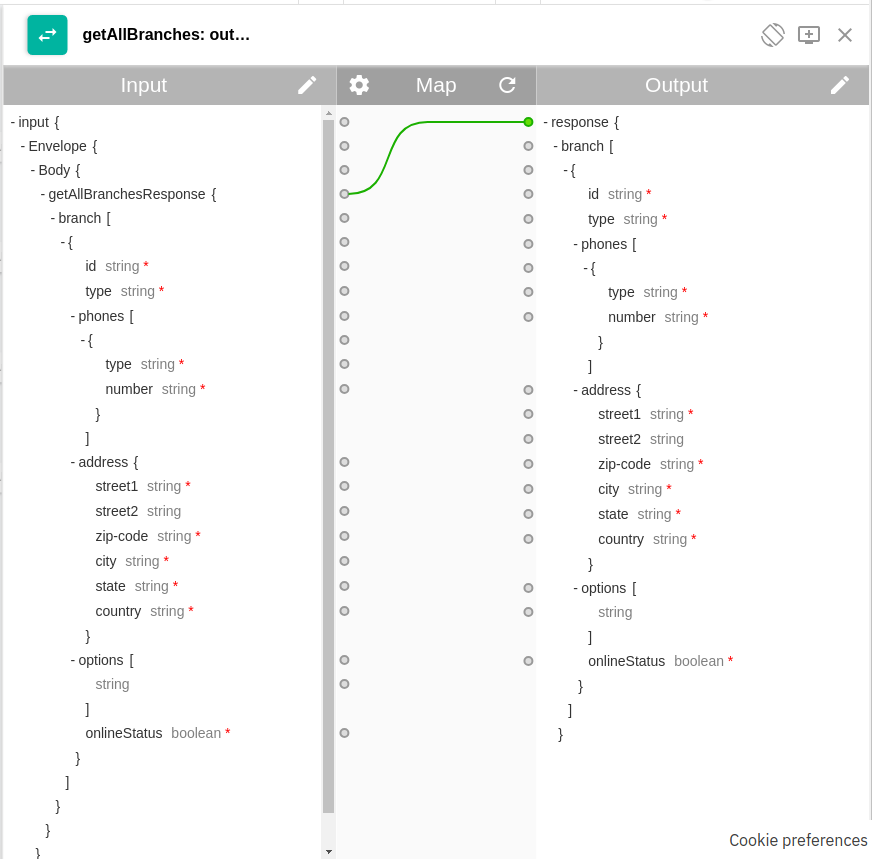 getAllBranches: out...
Input
Map
Output
- input {
- Envelope {
- Body {
- getAllBranchesResponse {
- branch [
- {
id string *
type string *
- phones [
- {
type string *
number string *
}
]
- address {
street1 string *
street2 string
zip-code string *
city string *
state string *
country string *
}
- options [
string
]
onlineStatus boolean *
}
]
}
}
}
- response {
- branch [
- {
id string *
type string *
- phones [
- {
type string *
number string *
}
]
- address {
street1 string *
street2 string
zip-code string *
city string *
state string *
country string *
}
- options [
string
]
onlineStatus boolean *
}
]
}
Cookie preferences